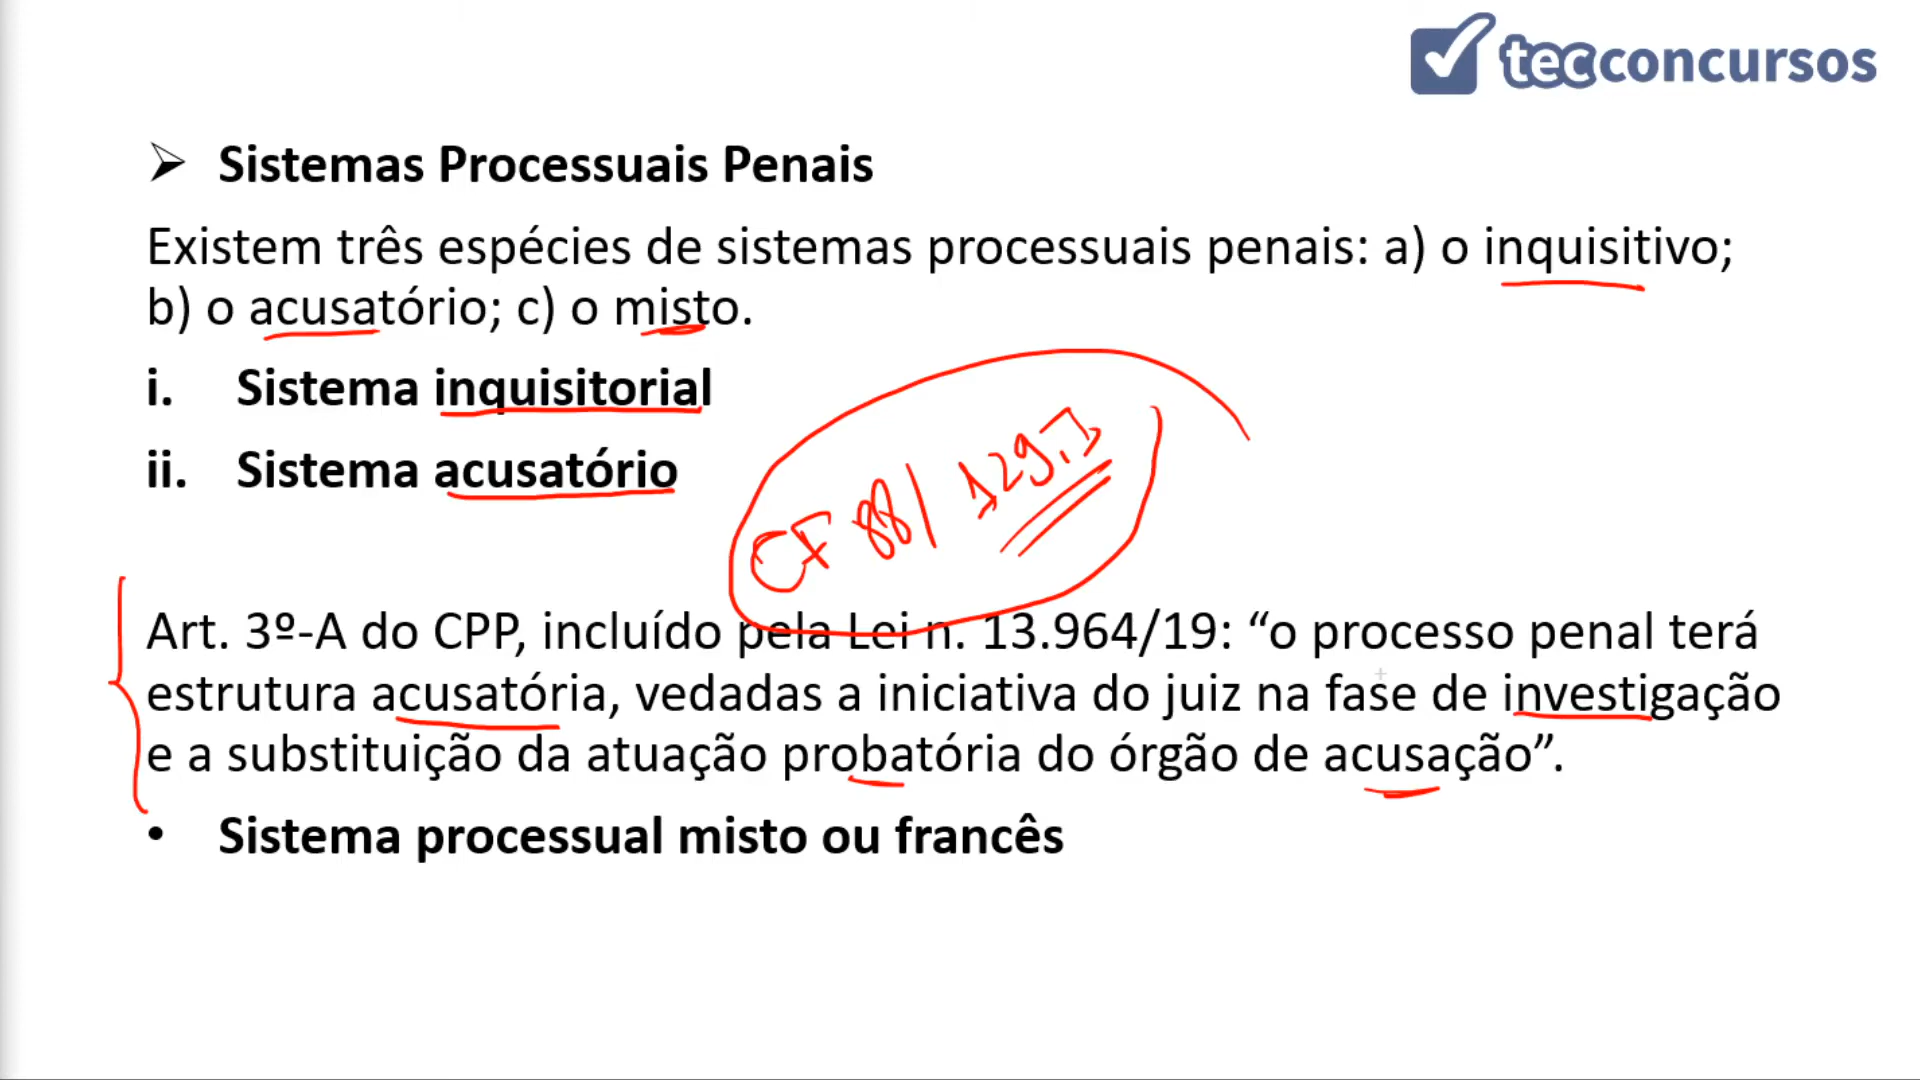 tecconcursos
➢ Sistemas Processuais Penais
Existem três espécies de sistemas processuais penais: a) o inquisitivo;
b) o acusatório; c) o misto.
i. Sistema inquisitorial
ii. Sistema acusatório
CF 88/ 129, I
Art. 3º-A do CPP, incluído pela Lei n. 13.964/19: “o processo penal terá
estrutura acusatória, vedadas a iniciativa do juiz na fase de investigação
e a substituição da atuação probatória do órgão de acusação”.
• Sistema processual misto ou francês